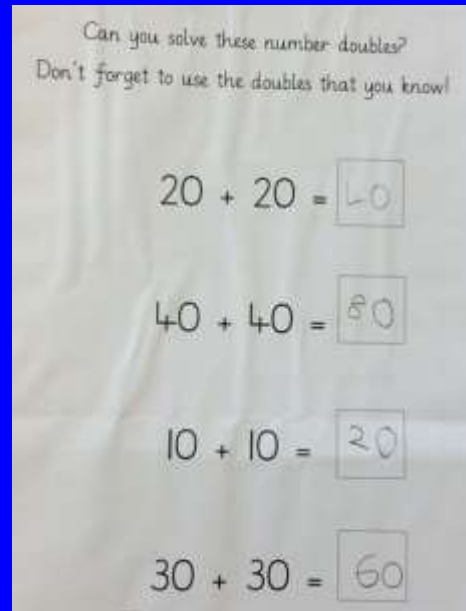 Can you solve these number doubles?
Don't forget to use the doubles that you know!
20 + 20 = 40
40 + 40 = 80
10 + 10 = 20
30 + 30 = 60